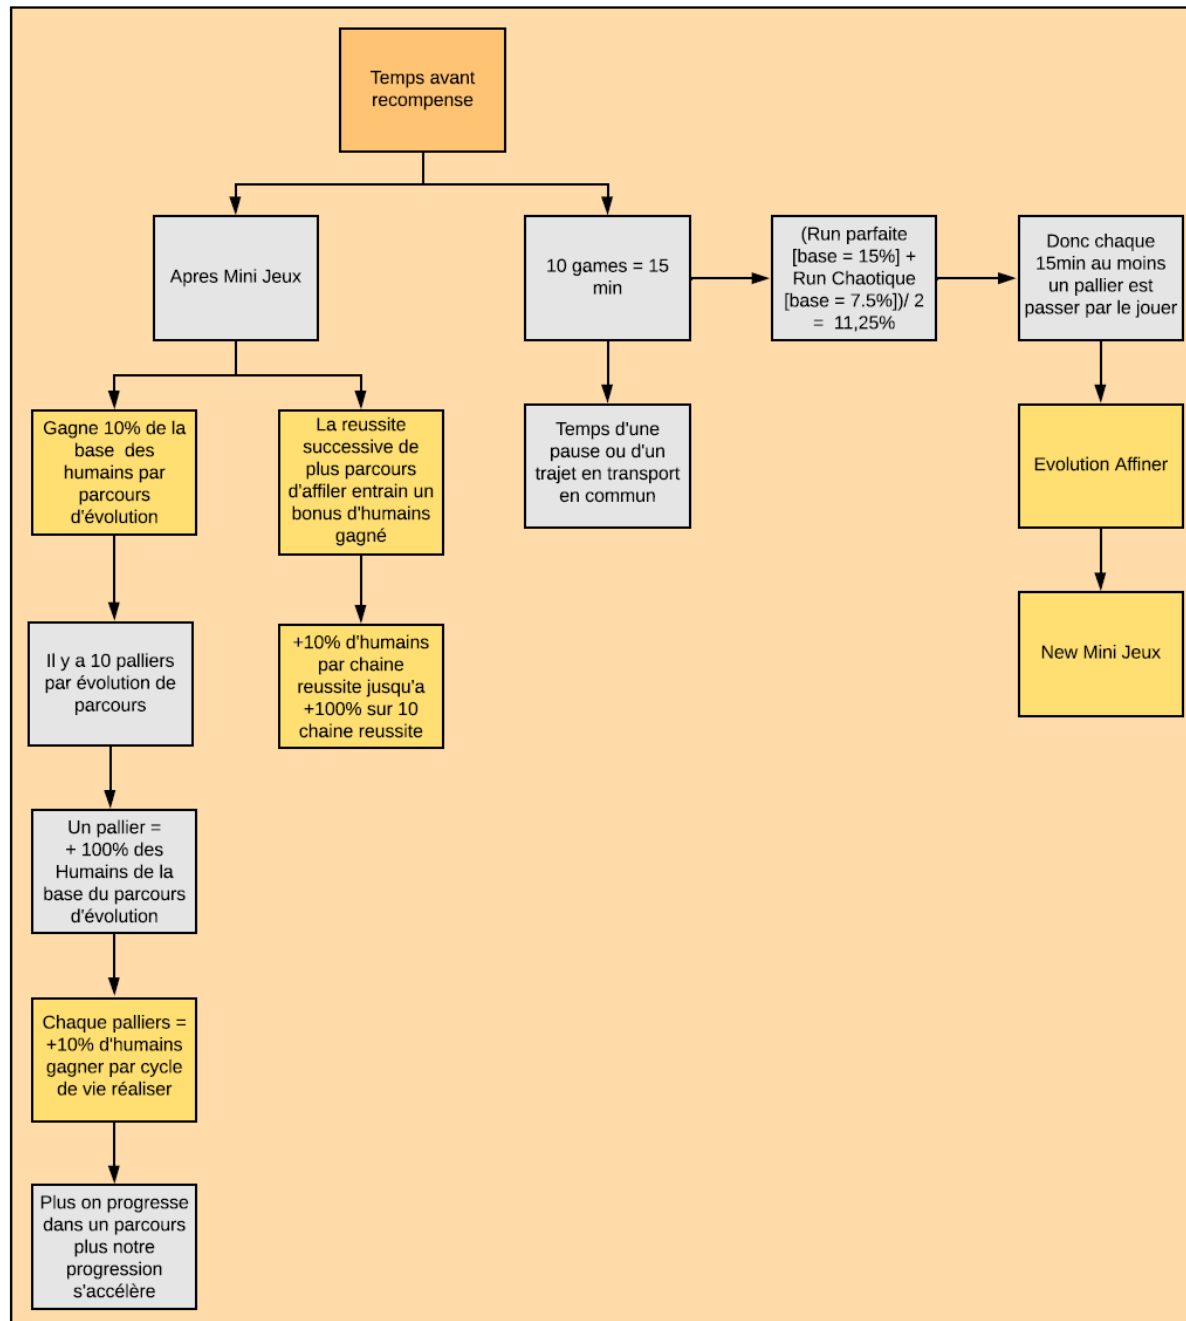 Temps avant
recompense
Apres Mini Jeux
10 games = 15
min
(Run parfaite
[base = 15%] +
Run Chaotique
[base = 7.5%])/ 2
= 11,25%
Donc chaque
15min au moins
un pallier est
passer par le jouer
Gagne 10% de la
base des
humains par
parcours
d'évolution
La reussite
successive de
plus parcours
d'affiler entrain un
bonus d'humains
gagné
Temps d'une
pause ou d'un
trajet en transport
en commun
Evolution Affiner
Il y a 10 palliers
par évolution de
parcours
+10% d'humains
par chaine
reussite jusqu'a
+100% sur 10
chaine reussite
New Mini Jeux
Un pallier =
+ 100% des
Humains de la
base du parcours
d'évolution
Chaque palliers =
+10% d'humains
gagner par cycle
de vie réaliser
Plus on progresse
dans un parcours
plus notre
progression
s'accélère